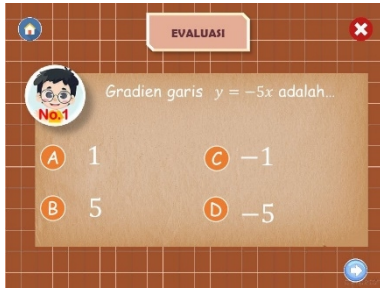 EVALUASI
No.1
Gradien garis y = −5x adalah...
A 1
C −1
B 5
D −5